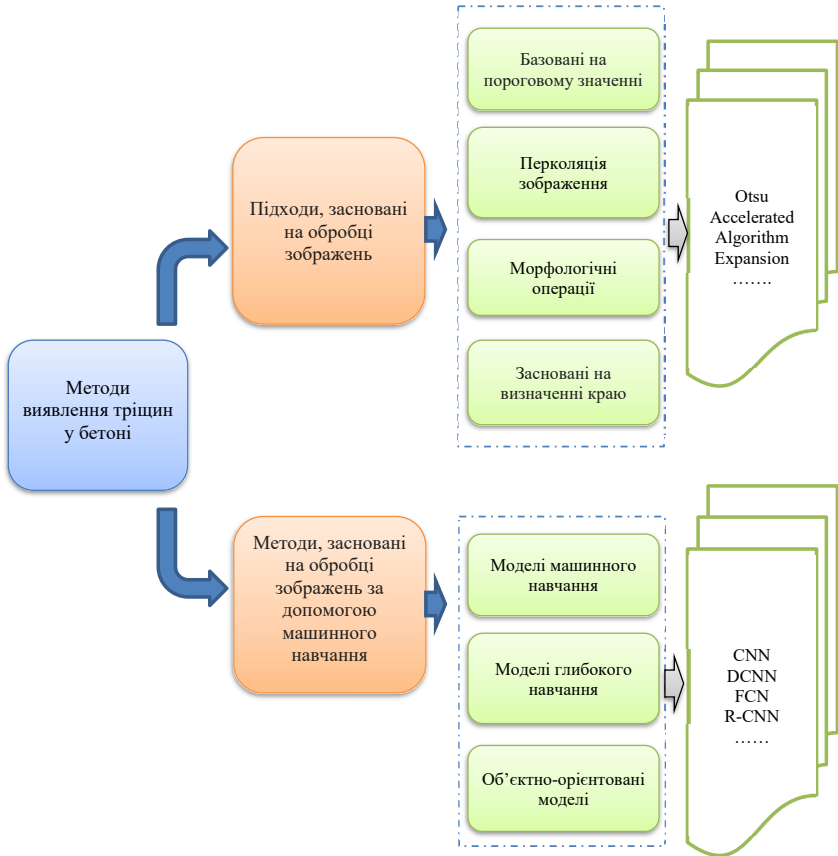 Методи
виявлення тріщин
у бетоні
Підходи, засновані
на обробці
зображень
Базовані на
пороговому значенні
Перколяція
зображення
Морфологічні
операції
Засновані на
визначенні краю
Otsu
Accelerated
Algorithm
Expansion
…….
Методи, засновані
на обробці
зображень за
допомогою
машинного
навчання
Моделі машинного
навчання
Моделі глибокого
навчання
Об’єктно-орієнтовані
моделі
CNN
DCNN
FCN
R-CNN
……